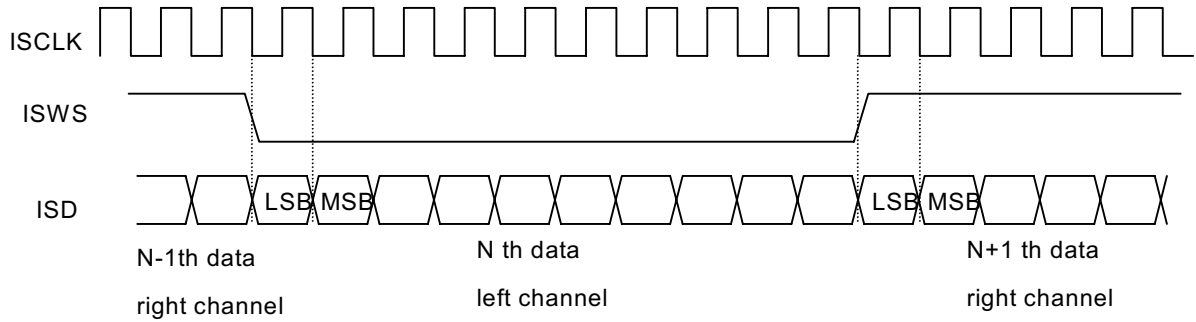 ISCLK
ISWS
ISD
LSB MSB
LSB MSB
N-1th data
right channel
N th data
left channel
N+1 th data
right channel